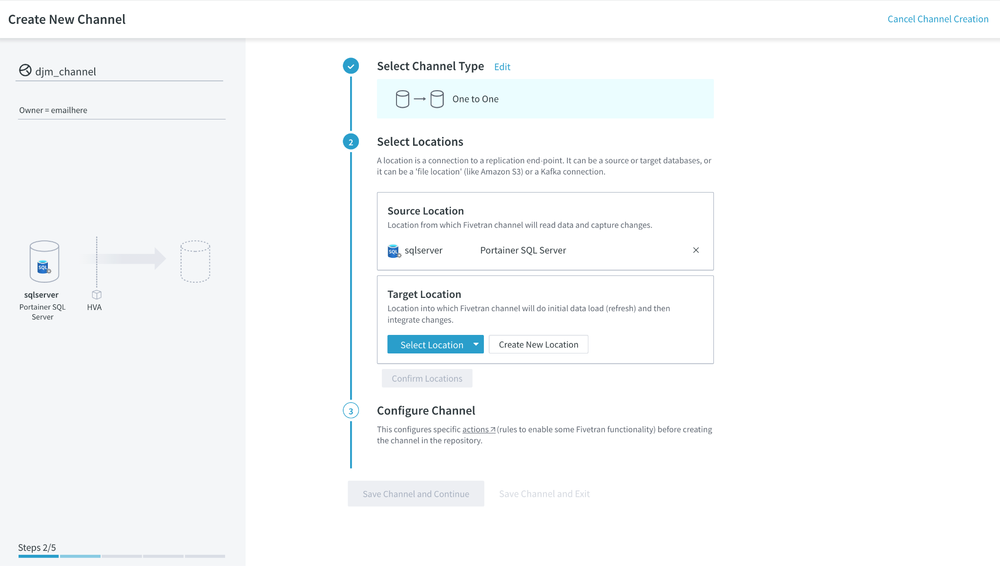 Create New Channel
Cancel Channel Creation
djm_channel
Owner = emailhere
SQL
sqlserver
Portainer SQL
Server
HVA
Steps 2/5
Select Channel Type Edit
One to One
2 Select Locations
A location is a connection to a replication end-point. It can be a source or target databases, or
it can be a 'file location' (like Amazon S3) or a Kafka connection.
Source Location
Location from which Fivetran channel will read data and capture changes.
SQL sqlserver Portainer SQL Server
Target Location
Location into which Fivetran channel will do initial data load (refresh) and then
integrate changes.
Select Location Create New Location
Confirm Locations
3 Configure Channel
This configures specific actions (rules to enable some Fivetran functionality) before creating
the channel in the repository.
Save Channel and Continue Save Channel and Exit